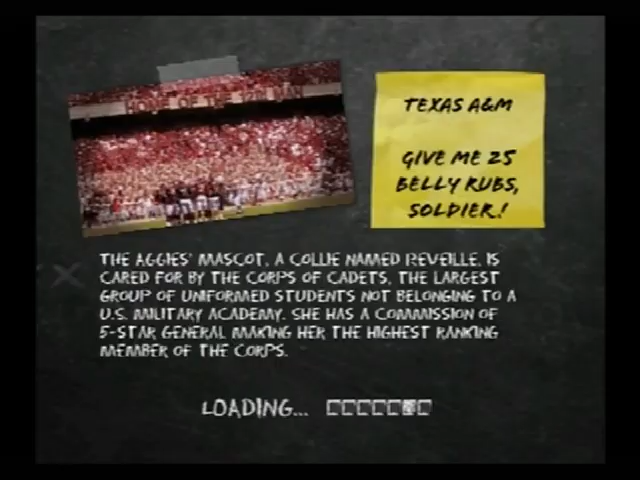 HOME OF THE 12TH MAN
TEXAS A&M
GIVE ME 25
BELLY RUBS,
SOLDIER!
THE AGGIES' MASCOT, A COLLIE NAMED REVEILLE, IS
CARED FOR BY THE CORPS OF CADETS, THE LARGEST
GROUP OF UNIFORMED STUDENTS NOT BELONGING TO A
U.S. MILITARY ACADEMY. SHE HAS A COMMISSION OF
5-STAR GENERAL MAKING HER THE HIGHEST RANKING
MEMBER OF THE CORPS.
LOADING...